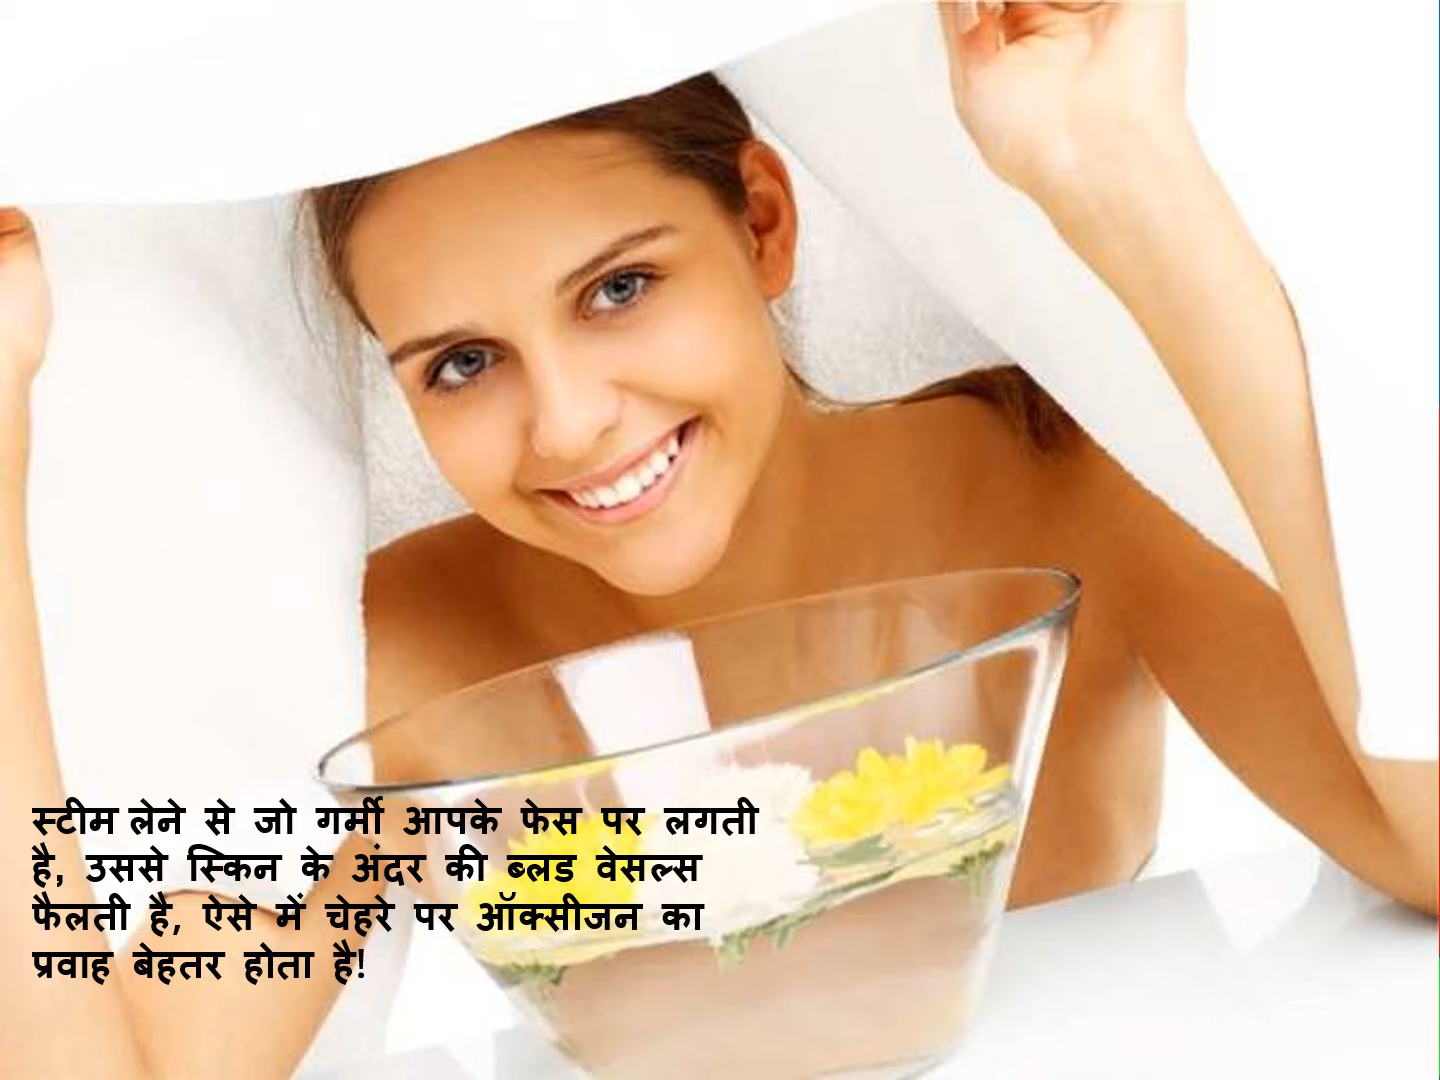 स्टीम लेने से जो गर्मी आपके फेस पर लगती
है, उससे स्किन के अंदर की ब्लड वेसल्स
फैलती है, ऐसे में चेहरे पर ऑक्सीजन का
प्रवाह बेहतर होता है!